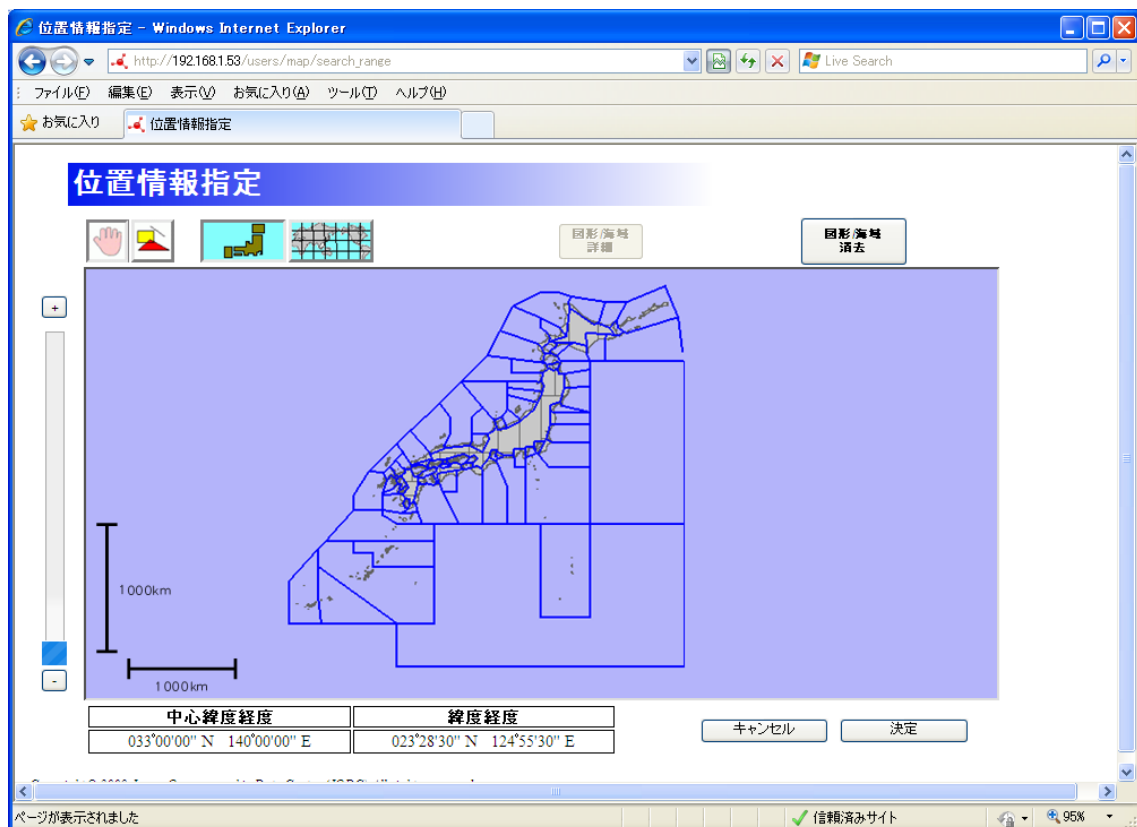 位置情報指定 - Windows Internet Explorer
http://192.168.1.53/users/map/search_range
Live Search
ファイル(F) 編集(E) 表示(V) お気に入り(A) ツール(T) ヘルプ(H)
お気に入り 位置情報指定
位置情報指定
図形/海域
詳細
図形/海域
消去
+
1000km
-
1000km
中心緯度経度 緯度経度
033°00'00" N 140°00'00" E 023°28'30" N 124°55'30" E
キャンセル 決定
ページが表示されました 信頼済みサイト 95%